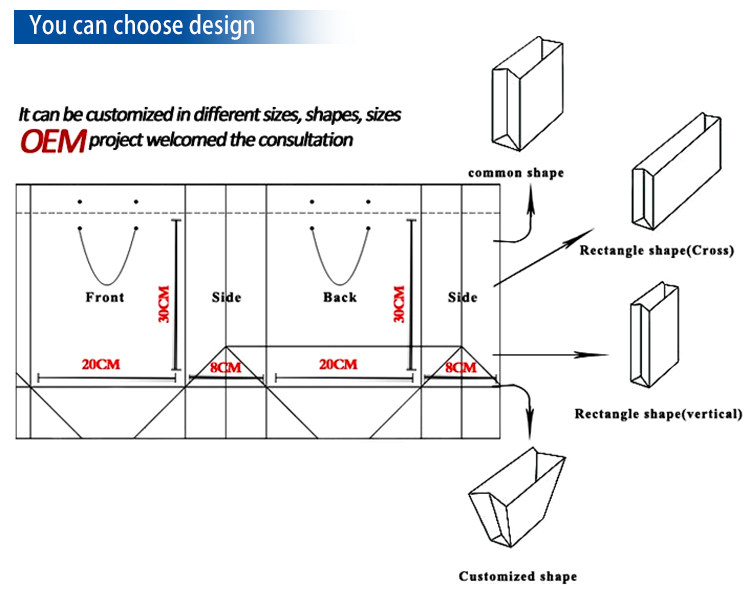 You can choose design
It can be customized in different sizes, shapes, sizes
OEM project welcomed the consultation
common shape
Rectangle shape(Cross)
Front
Side
Back
Side
30CM
30CM
20CM
8CM
20CM
8CM
Rectangle shape(vertical)
Customized shape